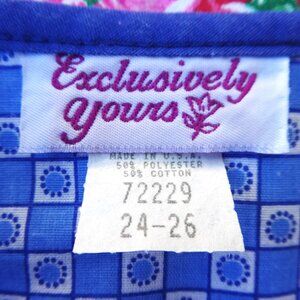 Exclusively
yours
MADE IN U.S.A.
50% POLYESTER
50% COTTON
72229
24-26